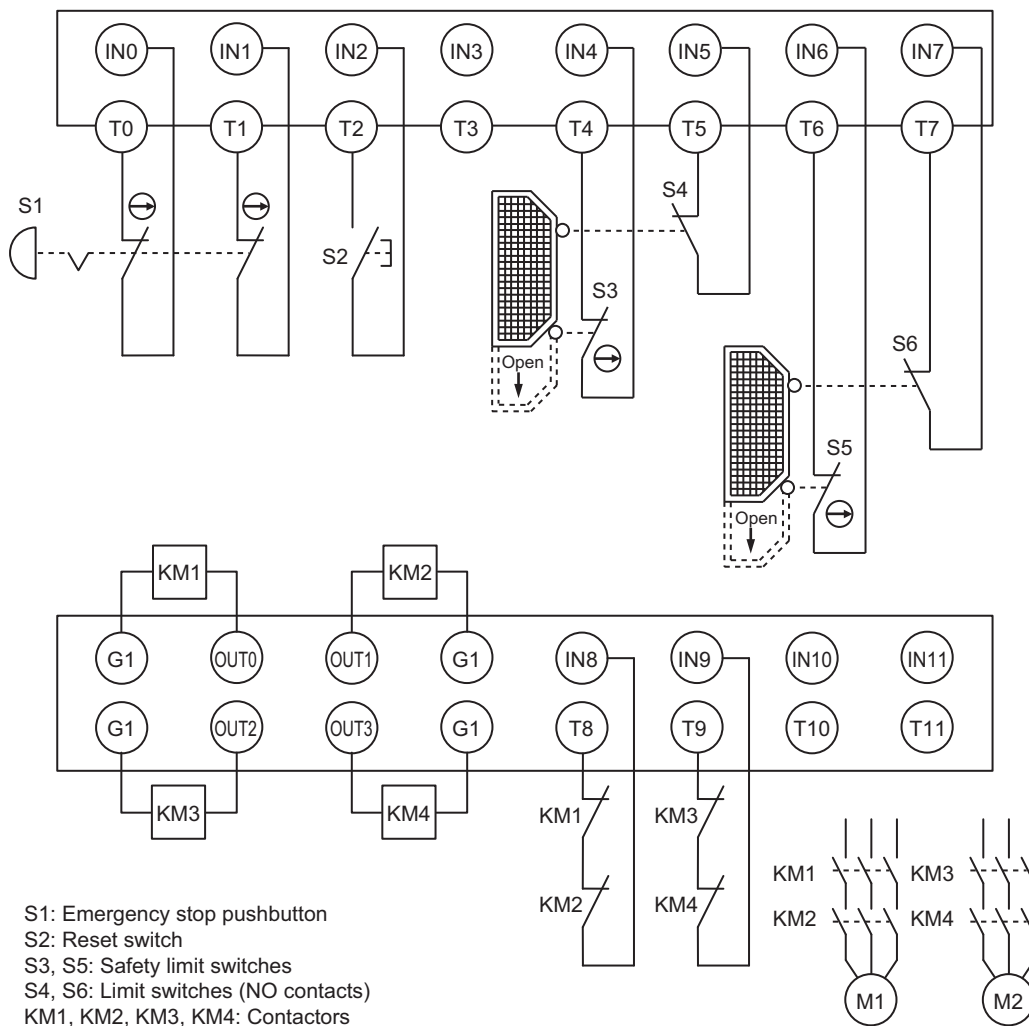 IN0 IN1 IN2 IN3 IN4 IN5 IN6 IN7
T0 T1 T2 T3 T4 T5 T6 T7
S1
S4
S2
S3
Open
S6
S5
Open
KM1 KM2
G1 OUT0 OUT1 G1 IN8 IN9 IN10 IN11
G1 OUT2 OUT3 G1 T8 T9 T10 T11
KM3 KM4
KM1 KM3
KM2 KM4
KM1 KM3
KM2 KM4
M1 M2
S1: Emergency stop pushbutton
S2: Reset switch
S3, S5: Safety limit switches
S4, S6: Limit switches (NO contacts)
KM1, KM2, KM3, KM4: Contactors